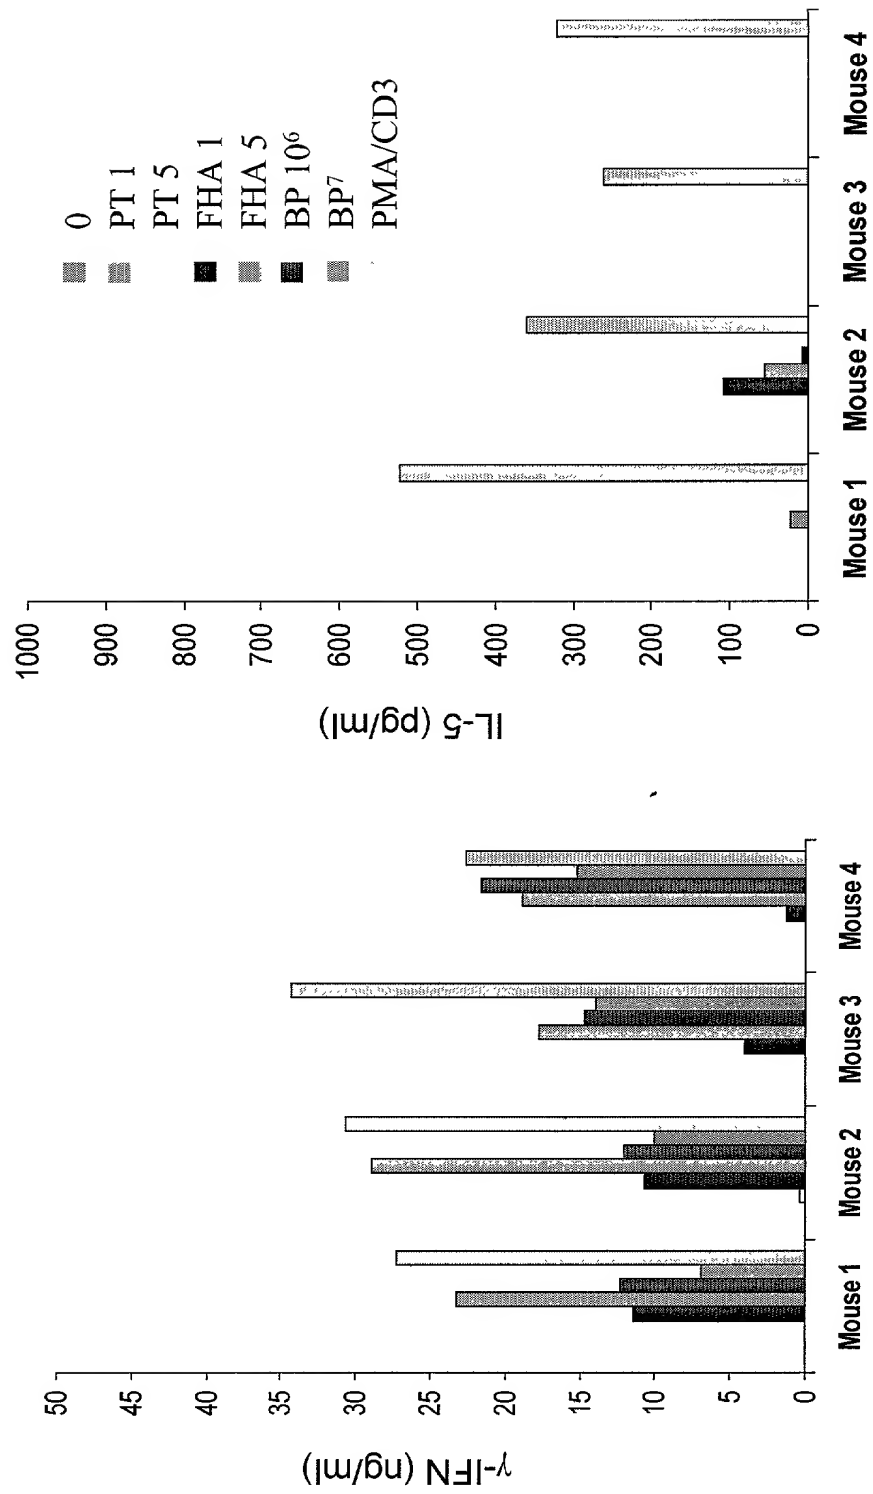 γ-IFN (ng/ml)
50
45
40
35
30
25
20
15
10
5
0
Mouse 1
Mouse 2
Mouse 3
Mouse 4
IL-5 (pg/ml)
1000
900
800
700
600
500
400
300
200
100
0
Mouse 1
Mouse 2
Mouse 3
Mouse 4
0
PT 1
PT 5
FHA 1
FHA 5
BP 10⁶
BP⁷
PMA/CD3